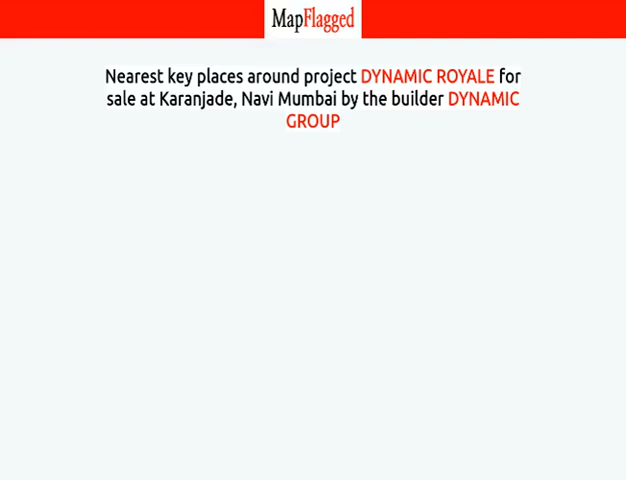 MapFlagged
Nearest key places around project DYNAMIC ROYALE for
sale at Karanjade, Navi Mumbai by the builder DYNAMIC
GROUP